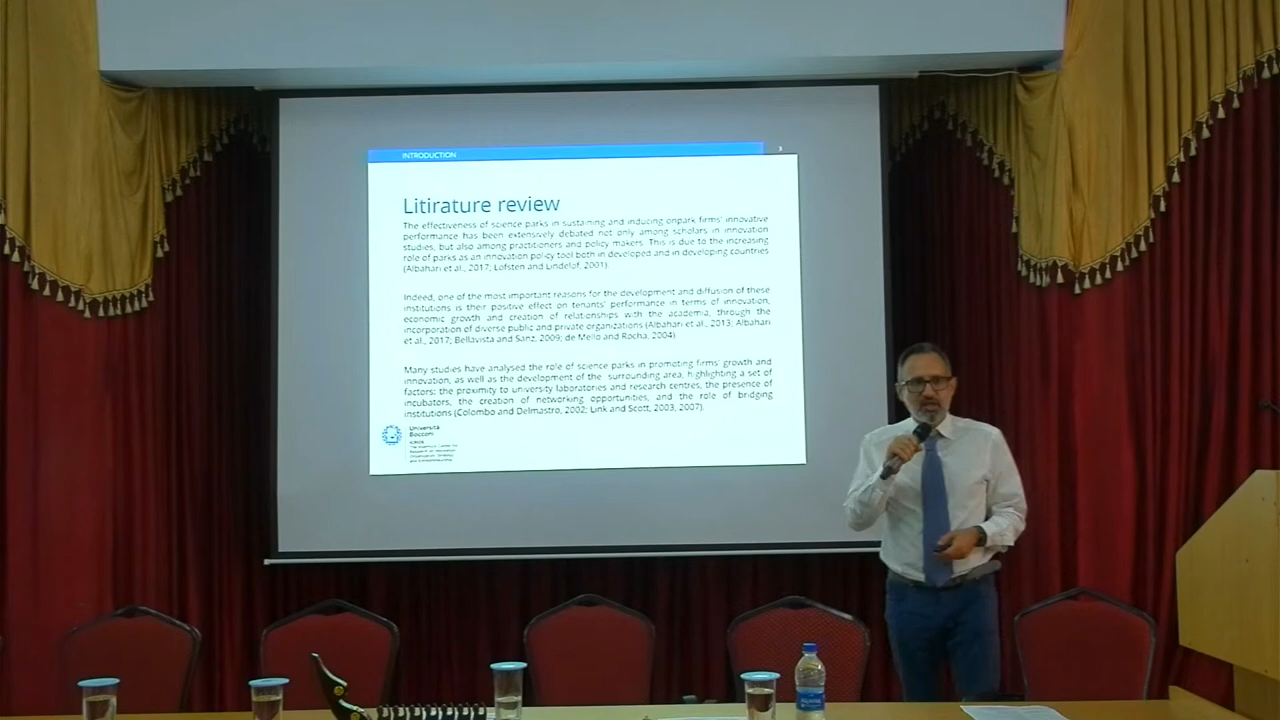 INTRODUCTION
3
Litirature review
The effectiveness of science parks in sustaining and inducing onpark firms' innovative
performance has been extensively debated not only among scholars in innovation
studies, but also among practitioners and policy makers. This is due to the increasing
role of parks as an innovation policy tool both in developed and in developing countries
(Albahari et al., 2017; Lofsten and Lindelof, 2001).
Indeed, one of the most important reasons for the development and diffusion of these
institutions is their positive effect on tenants' performance in terms of innovation,
economic growth and creation of relationships with the academia, through the
incorporation of diverse public and private organizations (Albahari et al., 2013; Albahari
et al., 2017; Bellavista and Sanz, 2009; de Mello and Rocha, 2004)
Many studies have analysed the role of science parks in promoting firms' growth and
innovation, as well as the development of the surrounding area, highlighting a set of
factors: the proximity to university laboratories and research centres, the presence of
incubators, the creation of networking opportunities, and the role of bridging
institutions (Colombo and Delmastro, 2002; Link and Scott, 2003, 2007).
Università
Bocconi